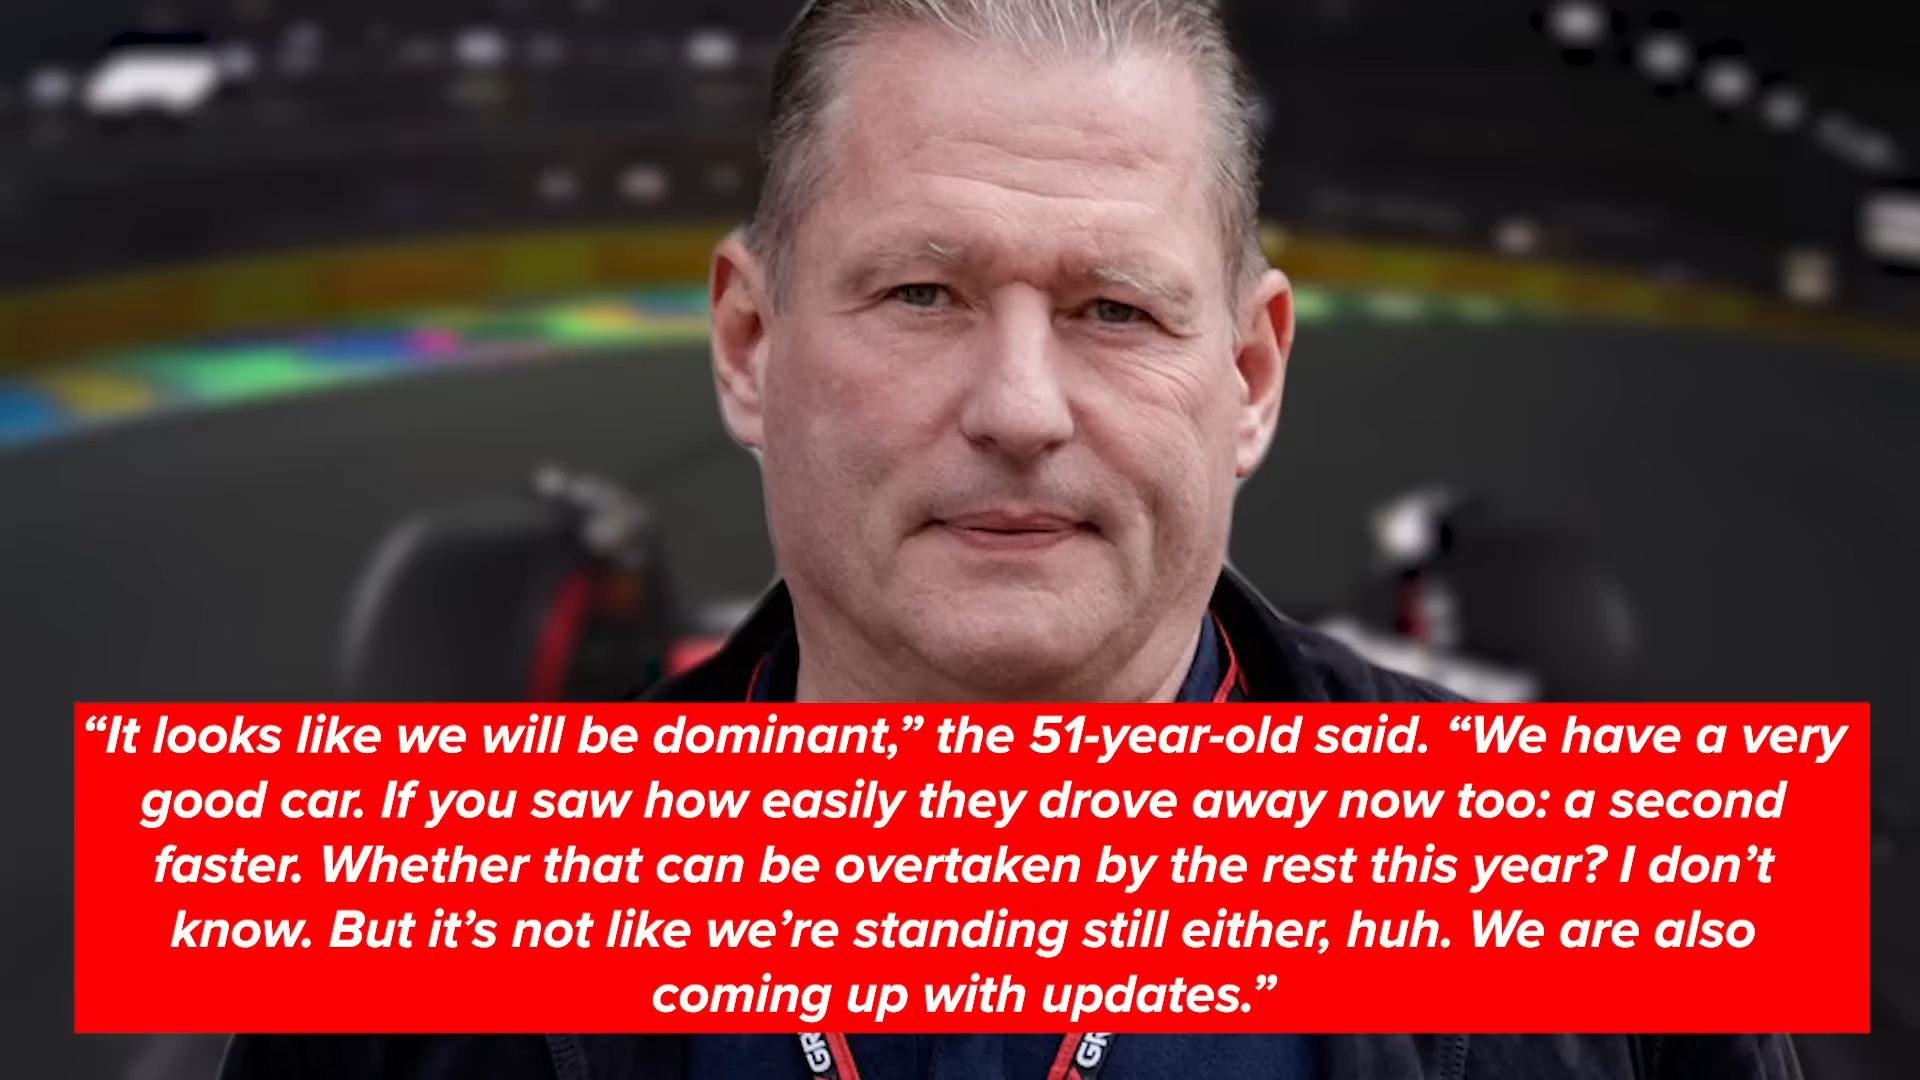 “It looks like we will be dominant,” the 51-year-old said. “We have a very
good car. If you saw how easily they drove away now too: a second
faster. Whether that can be overtaken by the rest this year? I don’t
know. But it’s not like we’re standing still either, huh. We are also
coming up with updates.”
GR
GR